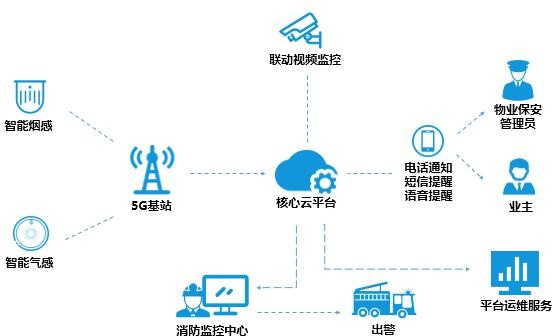 联动视频监控
智能烟感
物业保安
管理员
5G基站
核心云平台
电话通知
短信提醒
语音提醒
业主
智能气感
平台运维服务
消防监控中心
出警